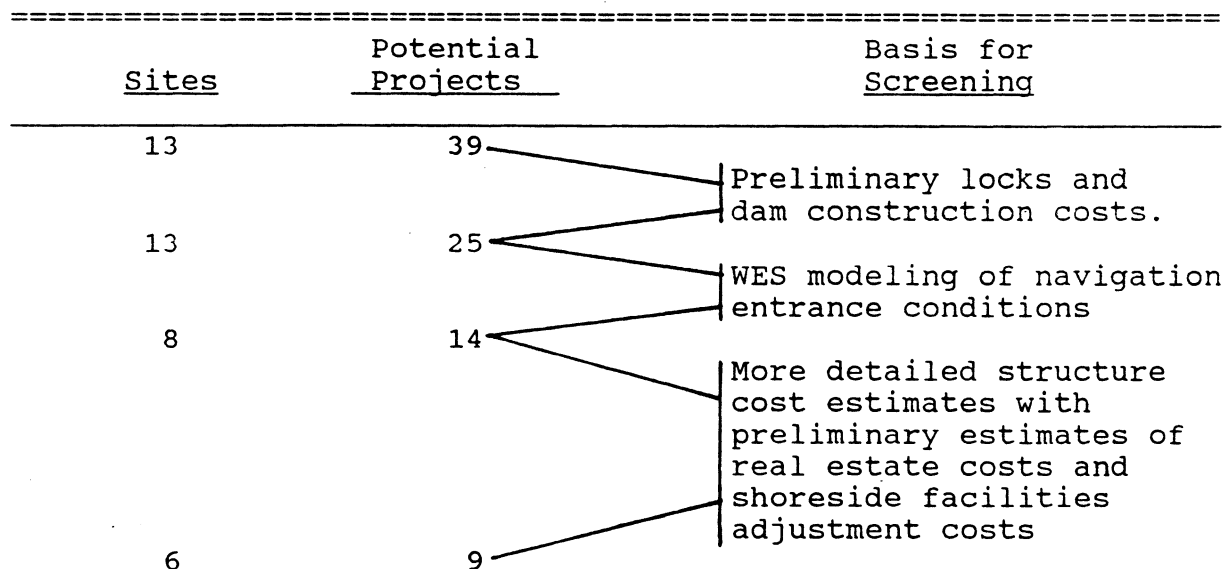 Potential Basis for
Sites Projects Screening
13 39
Preliminary locks and
dam construction costs.
13 25
WES modeling of navigation
entrance conditions
8 14
More detailed structure
cost estimates with
preliminary estimates of
real estate costs and
shoreside facilities
adjustment costs
6 9